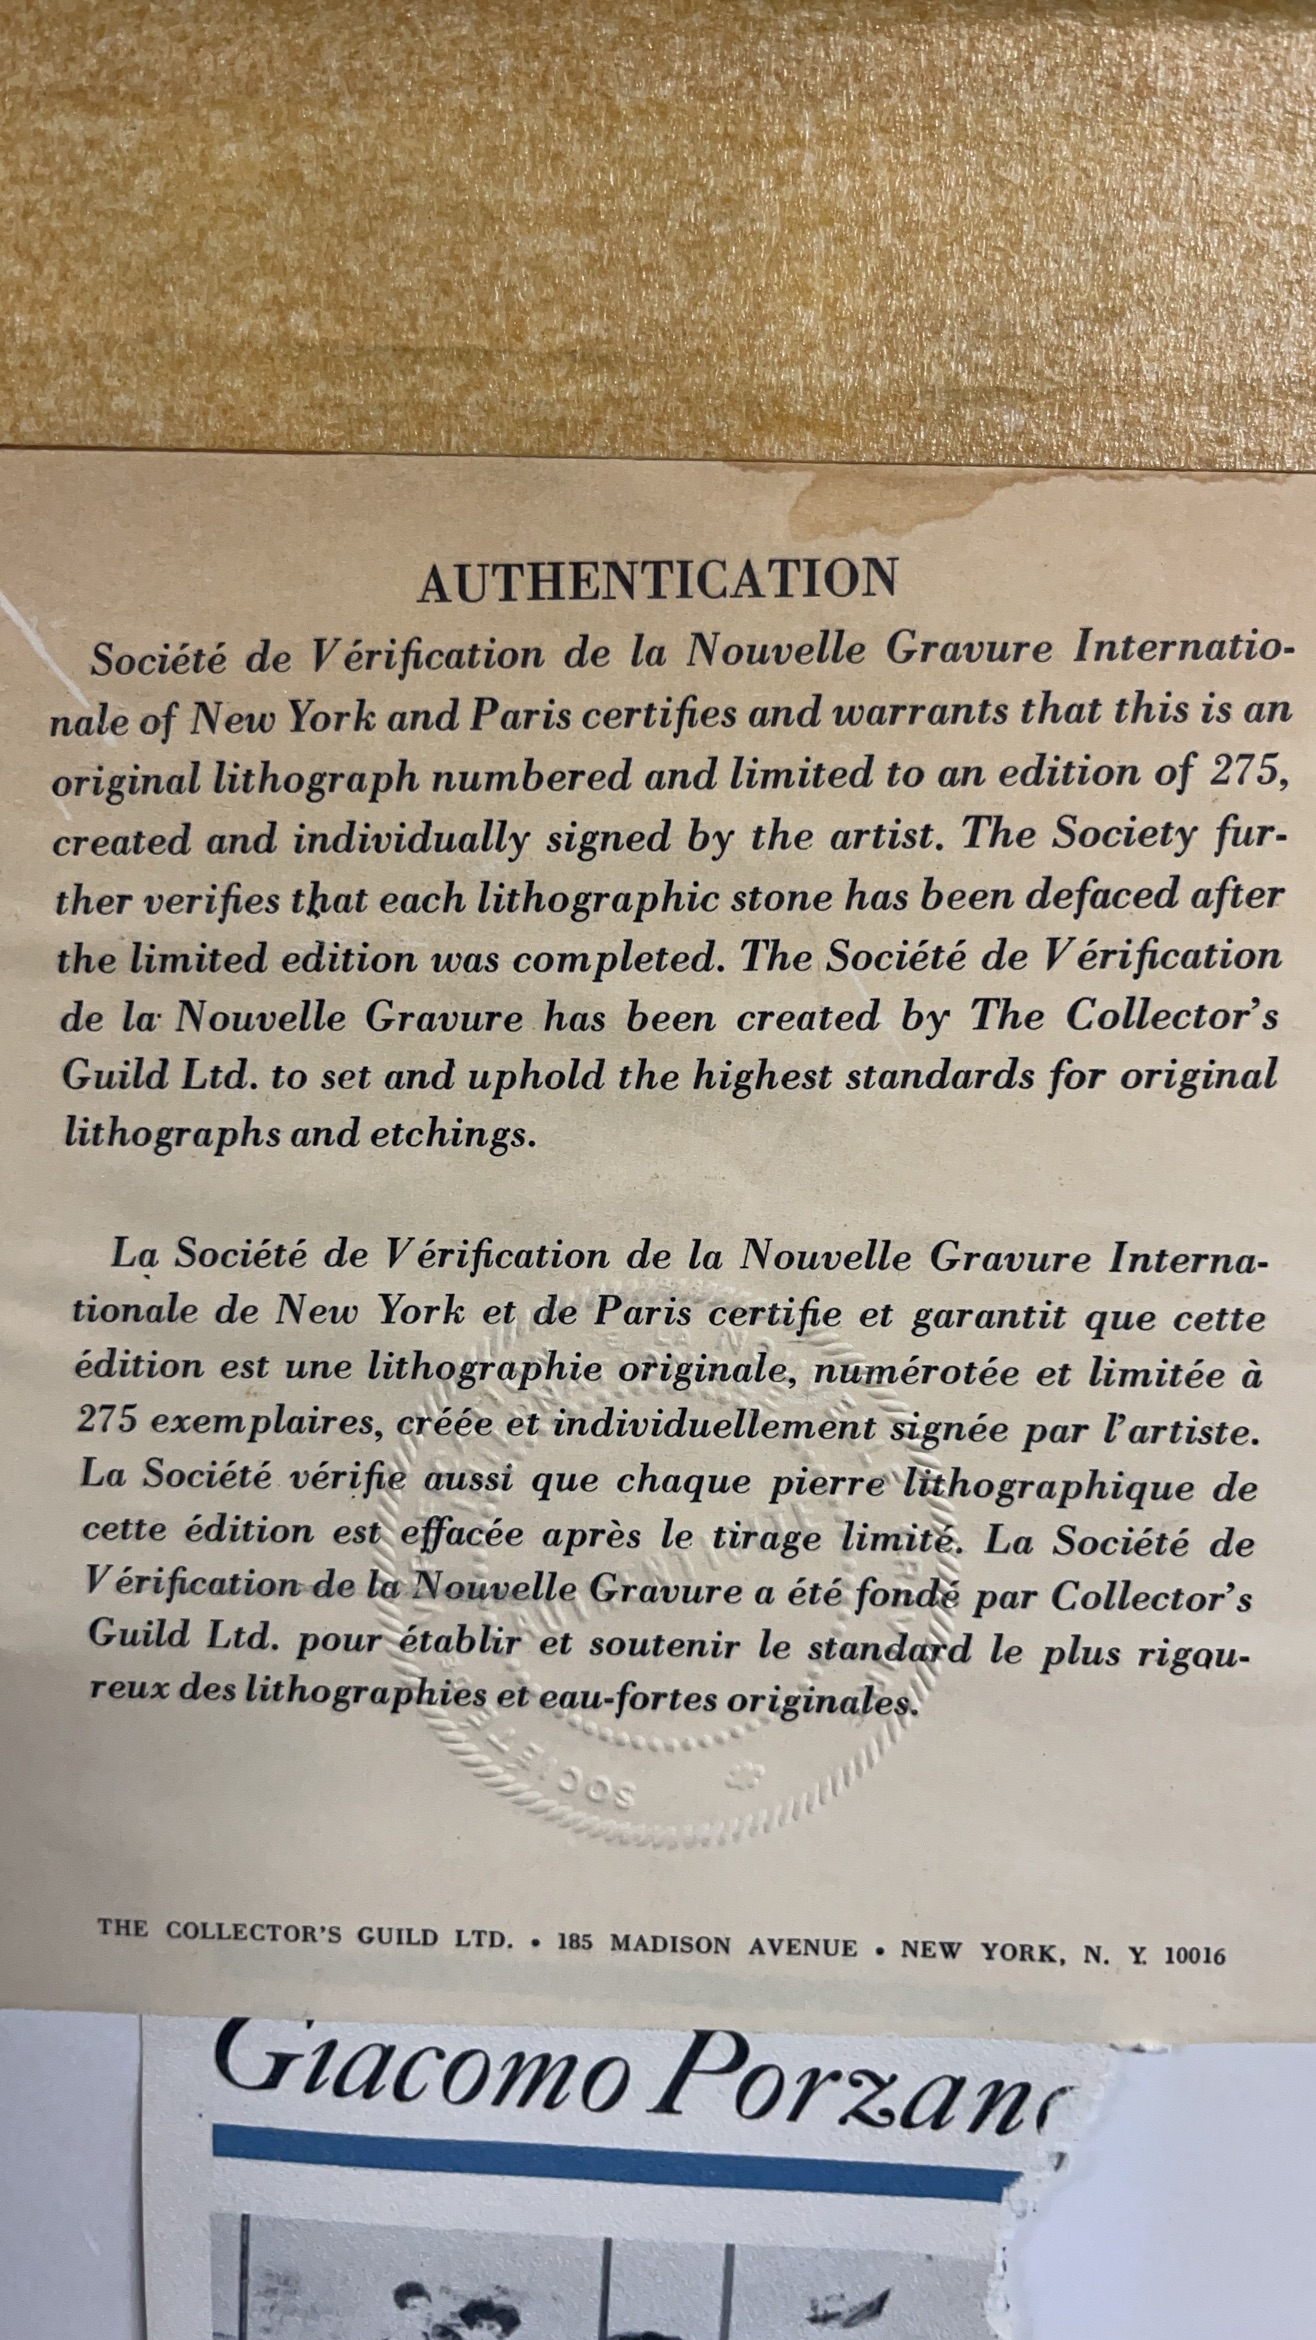 AUTHENTICATION
Société de Vérification de la Nouvelle Gravure Internatio-
nale of New York and Paris certifies and warrants that this is an
original lithograph numbered and limited to an edition of 275,
created and individually signed by the artist. The Society fur-
ther verifies that each lithographic stone has been defaced after
the limited edition was completed. The Société de Vérification
de la Nouvelle Gravure has been created by The Collector's
Guild Ltd. to set and uphold the highest standards for original
lithographs and etchings.
La Société de Vérification de la Nouvelle Gravure Interna-
tionale de New York et de Paris certifie et garantit que cette
édition est une lithographie originale, numérotée et limitée à
275 exemplaires, créée et individuellement signée par l'artiste.
La Société vérifie aussi que chaque pierre lithographique de
cette édition est effacée après le tirage limité. La Société de
Vérification de la Nouvelle Gravure a été fondé par Collector's
Guild Ltd. pour établir et soutenir le standard le plus rigou-
reux des lithographies et eau-fortes originales.
THE COLLECTOR'S GUILD LTD. • 185 MADISON AVENUE • NEW YORK, N. Y. 10016
Giacomo Porzano